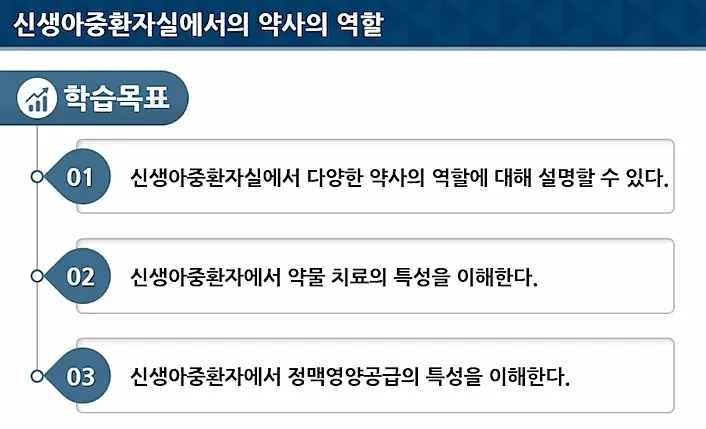 신생아중환자실에서의 약사의 역할
학습목표
01 신생아중환자실에서 다양한 약사의 역할에 대해 설명할 수 있다.
02 신생아중환자에서 약물 치료의 특성을 이해한다.
03 신생아중환자에서 정맥영양공급의 특성을 이해한다.